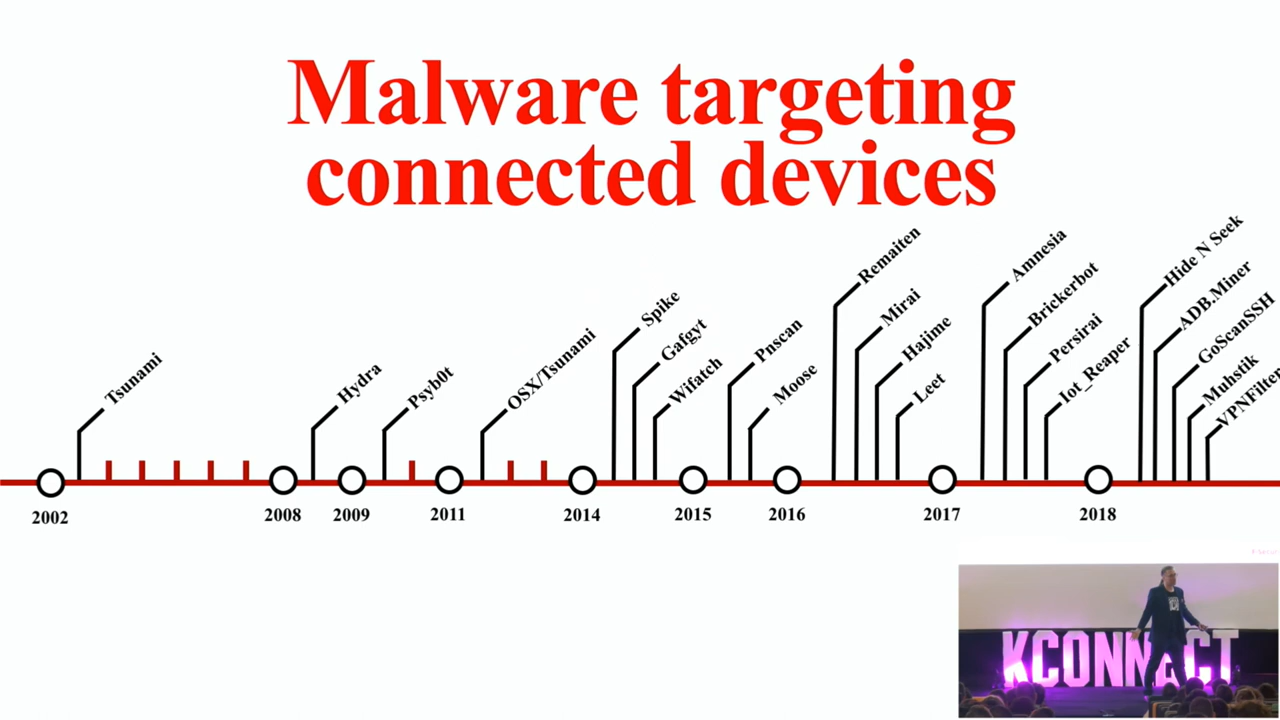 Malware targeting
connected devices
Tsunami
Hydra
Psyb0t
OSX/Tsunami
Spike
Gafgyt
Wifatch
Pnscan
Moose
Remaiten
Mirai
Hajime
Leet
Amnesia
Brickerbot
Persirai
Iot_Reaper
Hide N Seek
ADB.Miner
GoScanSSH
Muhstik
VPNFilter
2002
2008
2009
2011
2014
2015
2016
2017
2018
KCONNECT